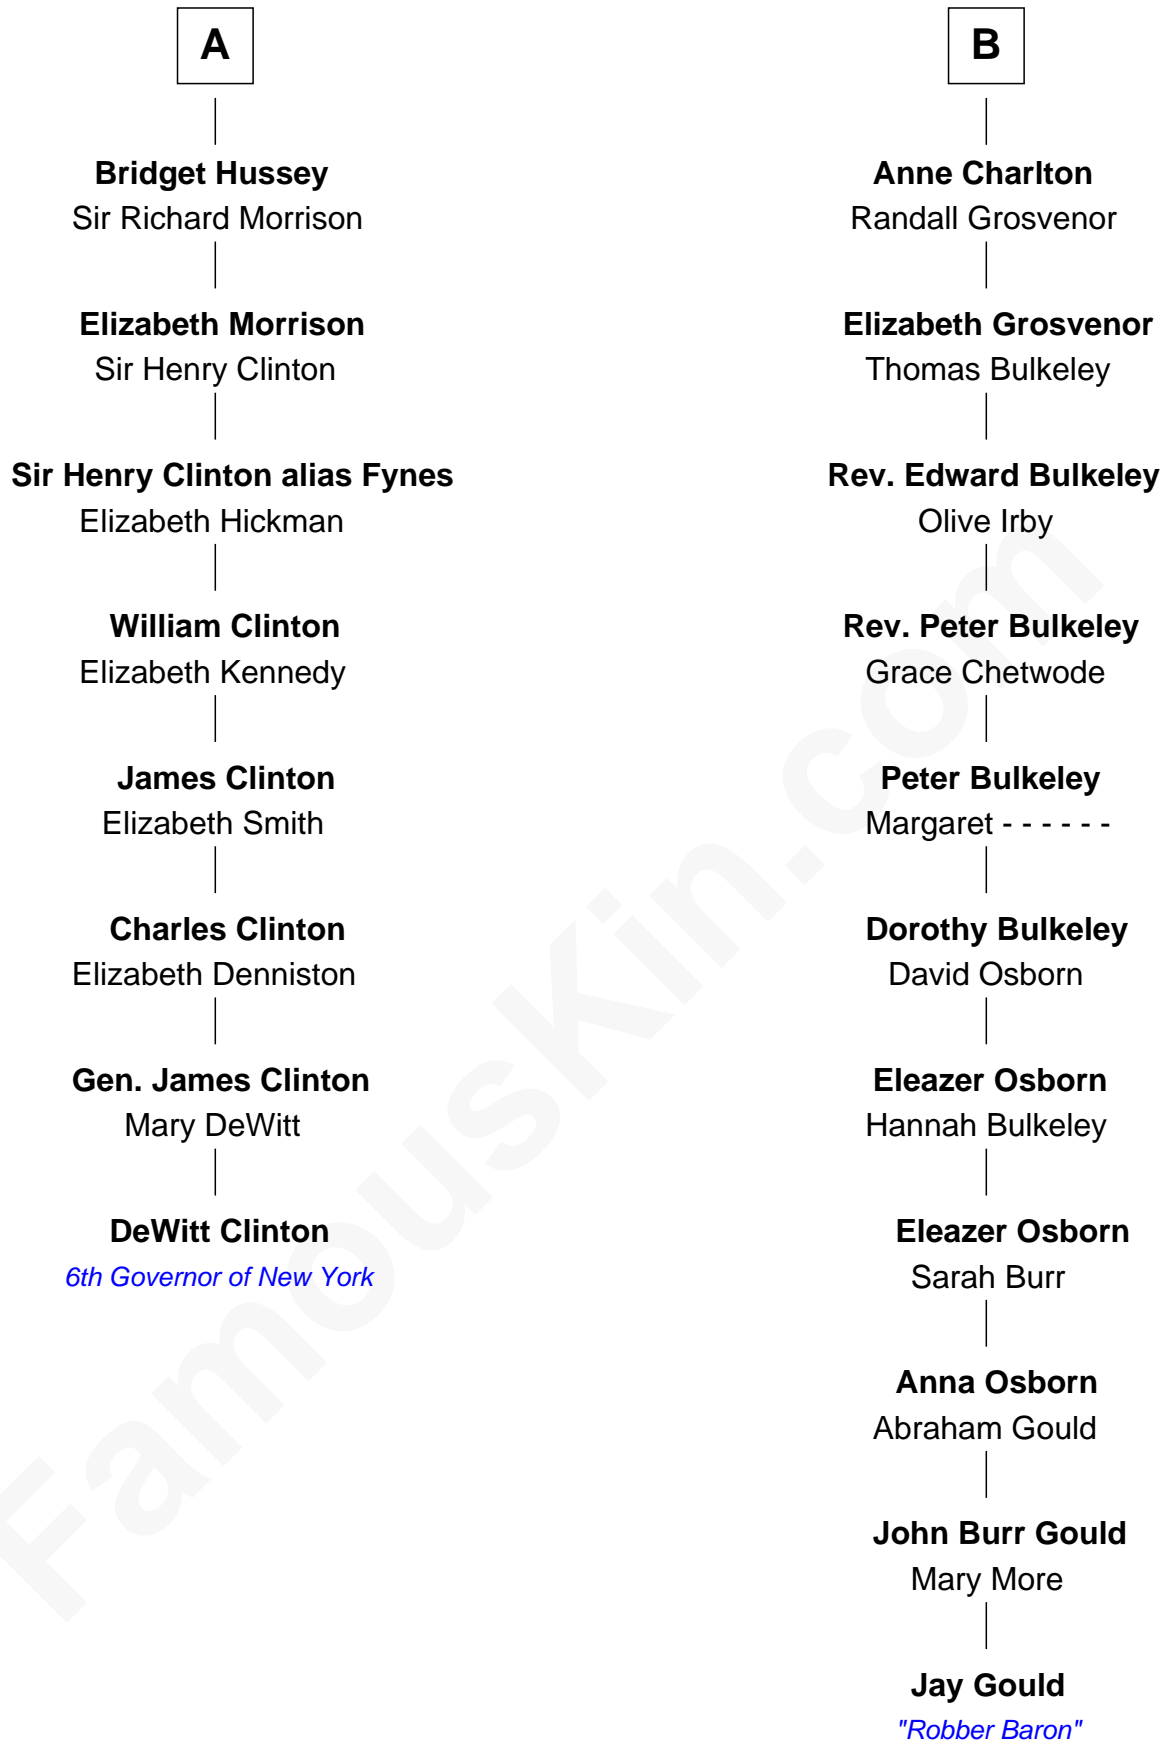 A
Bridget Hussey
Sir Richard Morrison
Elizabeth Morrison
Sir Henry Clinton
Sir Henry Clinton alias Fynes
Elizabeth Hickman
William Clinton
Elizabeth Kennedy
James Clinton
Elizabeth Smith
Charles Clinton
Elizabeth Denniston
Gen. James Clinton
Mary DeWitt
DeWitt Clinton
6th Governor of New York
B
Anne Charlton
Randall Grosvenor
Elizabeth Grosvenor
Thomas Bulkeley
Rev. Edward Bulkeley
Olive Irby
Rev. Peter Bulkeley
Grace Chetwode
Peter Bulkeley
Margaret - - - - - -
Dorothy Bulkeley
David Osborn
Eleazer Osborn
Hannah Bulkeley
Eleazer Osborn
Sarah Burr
Anna Osborn
Abraham Gould
John Burr Gould
Mary More
Jay Gould
"Robber Baron"
FamousKin.com